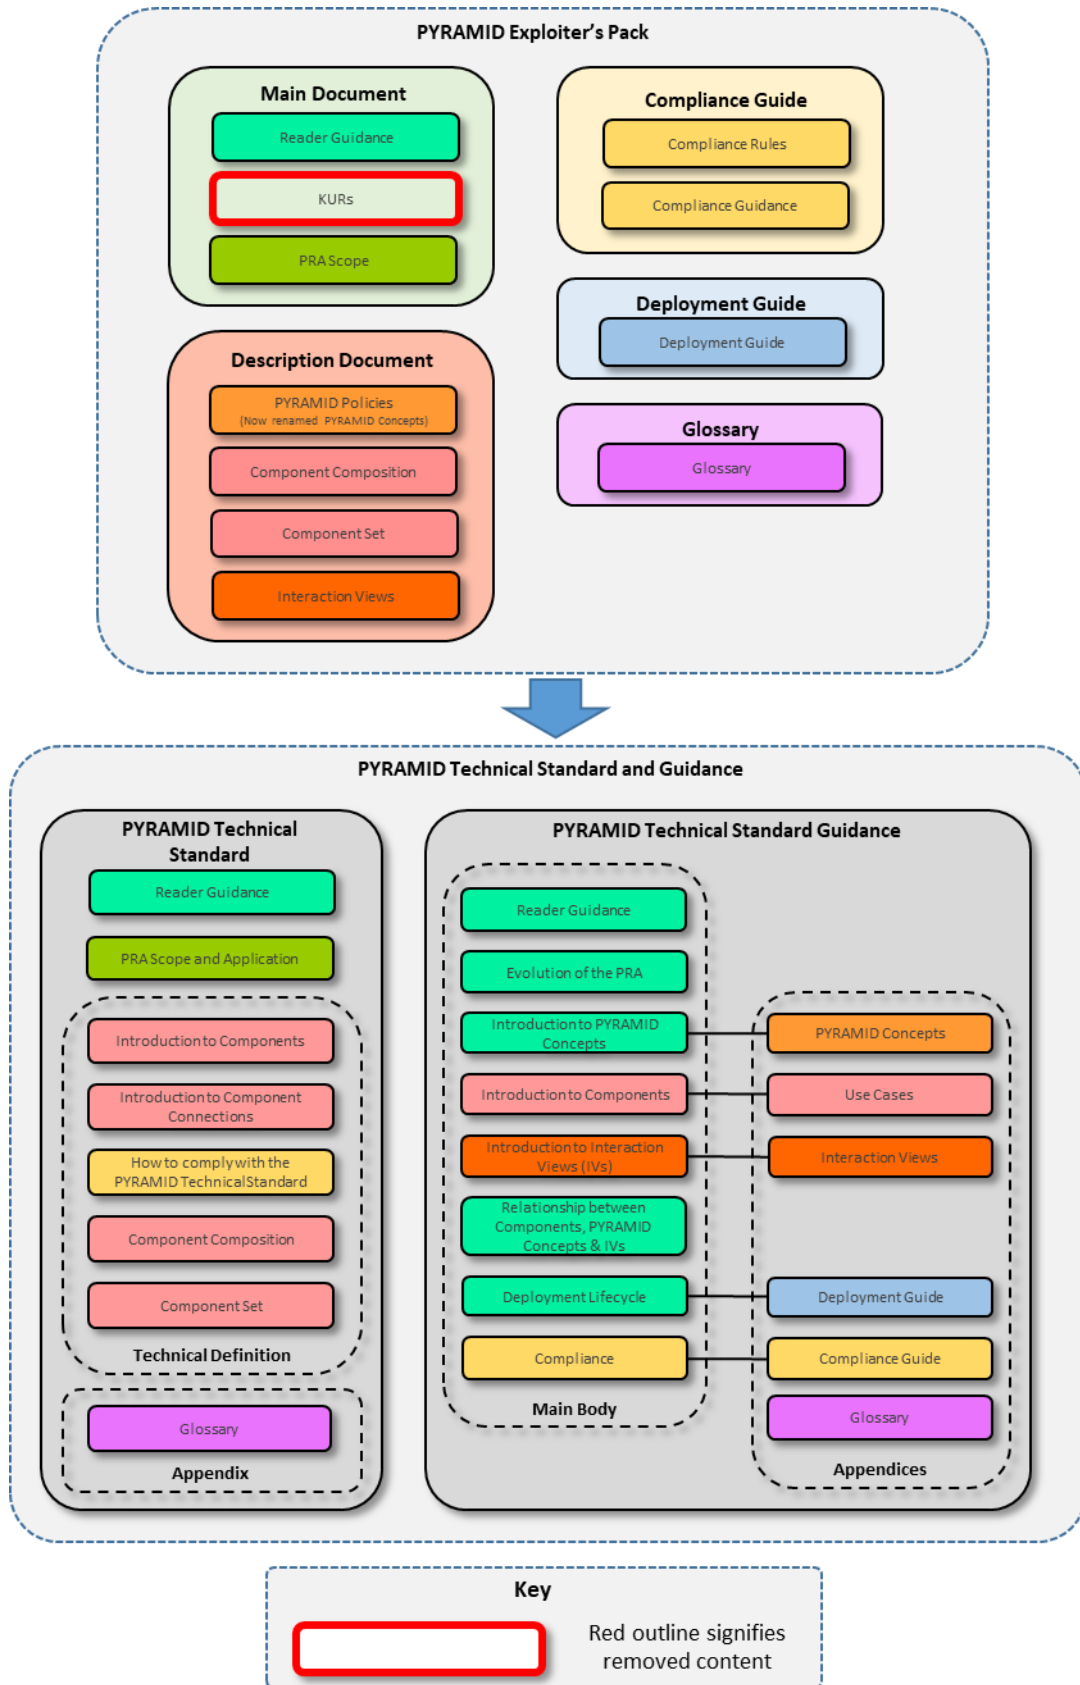 PYRAMID Exploiter's Pack
Main Document
Reader Guidance
KURs
PRA Scope
Description Document
PYRAMID Policies
(Now renamed PYRAMID Concepts)
Component Composition
Component Set
Interaction Views
Compliance Guide
Compliance Rules
Compliance Guidance
Deployment Guide
Deployment Guide
Glossary
Glossary
PYRAMID Technical Standard and Guidance
PYRAMID Technical
Standard
Reader Guidance
PRA Scope and Application
Introduction to Components
Introduction to Component
Connections
How to comply with the
PYRAMID Technical Standard
Component Composition
Component Set
Technical Definition
Glossary
Appendix
PYRAMID Technical Standard Guidance
Reader Guidance
Evolution of the PRA
Introduction to PYRAMID
Concepts
Introduction to Components
Introduction to Interaction
Views (IVs)
Relationship between
Components, PYRAMID
Concepts & IVs
Deployment Lifecycle
Compliance
Main Body
PYRAMID Concepts
Use Cases
Interaction Views
Deployment Guide
Compliance Guide
Glossary
Appendices
Key
Red outline signifies
removed content